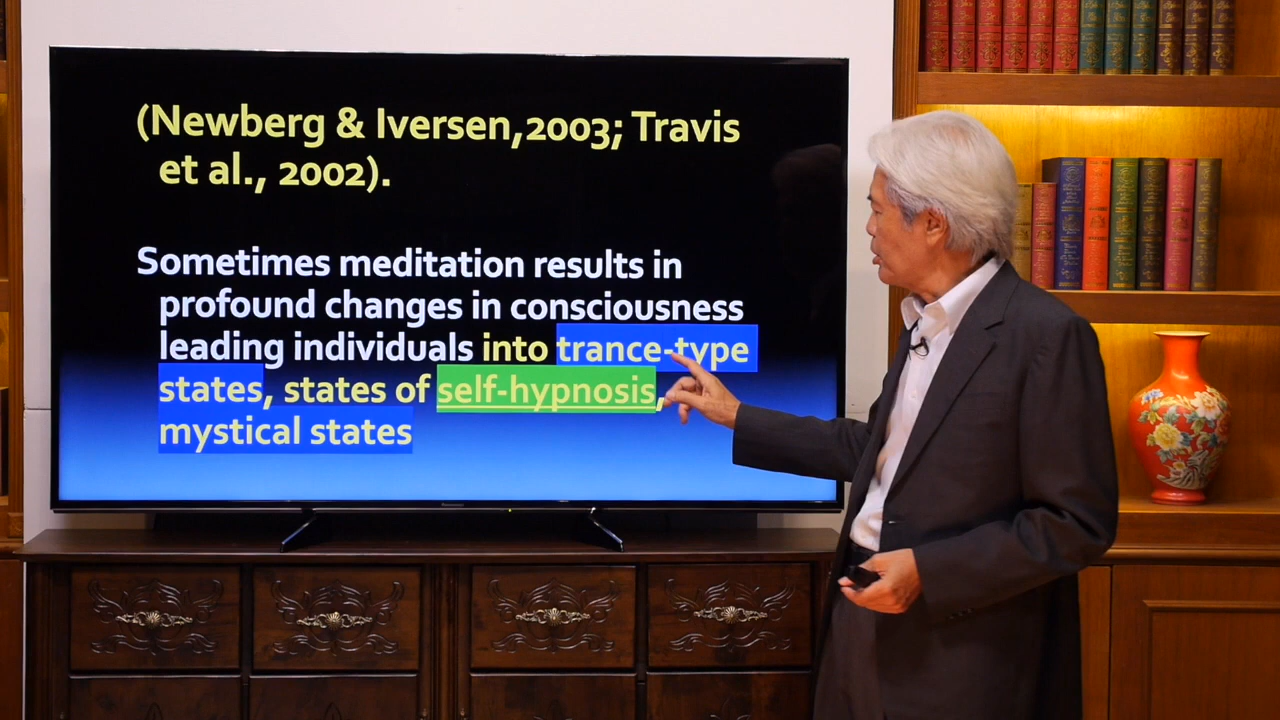 (Newberg & Iversen,2003; Travis
et al., 2002).
Sometimes meditation results in
profound changes in consciousness
leading individuals into trance-type
states, states of self-hypnosis,
mystical states
Panasonic